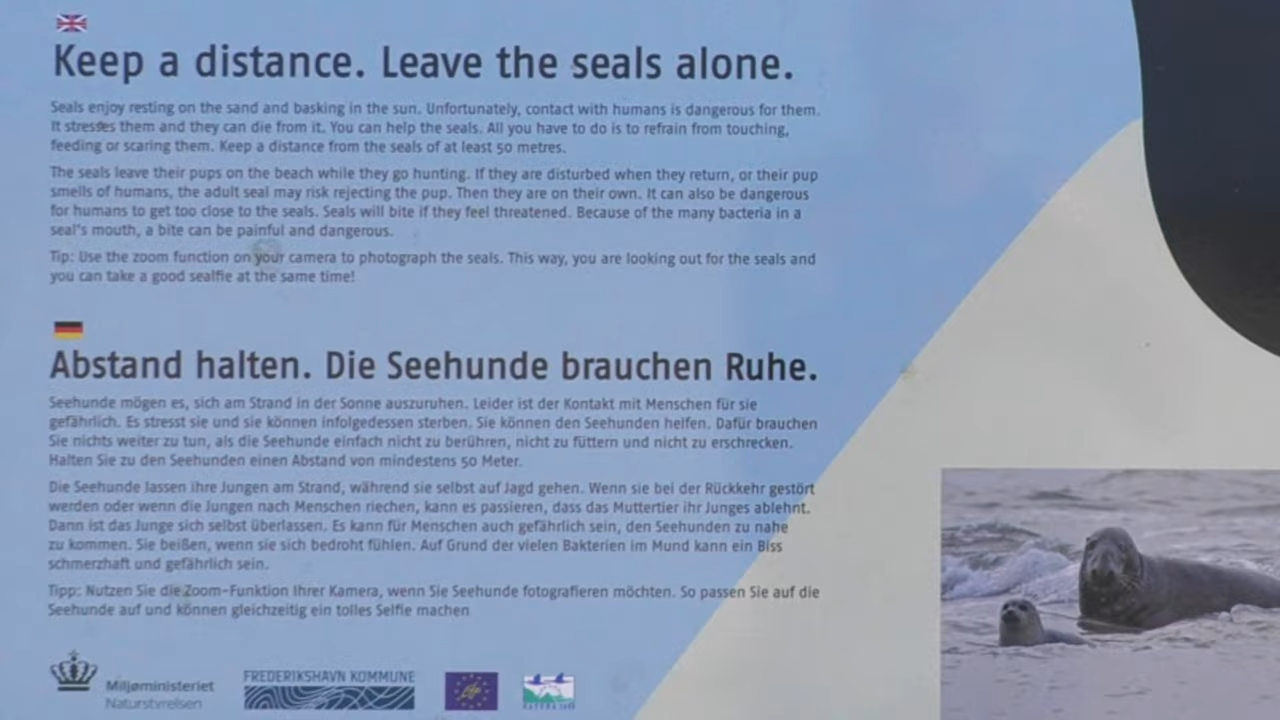 Keep a distance. Leave the seals alone.
Seals enjoy resting on the sand and basking in the sun. Unfortunately, contact with humans is dangerous for them.
It stresses them and they can die from it. You can help the seals. All you have to do is to refrain from touching,
feeding or scaring them. Keep a distance from the seals of at least 50 metres.
The seals leave their pups on the beach while they go hunting. If they are disturbed when they return, or their pup
smells of humans, the adult seal may risk rejecting the pup. Then they are on their own. It can also be dangerous
for humans to get too close to the seals. Seals will bite if they feel threatened. Because of the many bacteria in a
seal's mouth, a bite can be painful and dangerous.
Tip: Use the zoom function on your camera to photograph the seals. This way, you are looking out for the seals and
you can take a good sealfie at the same time!
Abstand halten. Die Seehunde brauchen Ruhe.
Seehunde mögen es, sich am Strand in der Sonne auszuruhen. Leider ist der Kontakt mit Menschen für sie
gefährlich. Es stresst sie und sie können infolgedessen sterben. Sie können den Seehunden helfen. Dafür brauchen
Sie nichts weiter zu tun, als die Seehunde einfach nicht zu berühren, nicht zu füttern und nicht zu erschrecken.
Halten Sie zu den Seehunden einen Abstand von mindestens 50 Meter.
Die Seehunde lassen ihre Jungen am Strand, während sie selbst auf Jagd gehen. Wenn sie bei der Rückkehr gestört
werden oder wenn die Jungen nach Menschen riechen, kann es passieren, dass das Muttertier ihr Junges ablehnt.
Dann ist das Junge sich selbst überlassen. Es kann für Menschen auch gefährlich sein, den Seehunden zu nahe
zu kommen. Sie beißen, wenn sie sich bedroht fühlen. Auf Grund der vielen Bakterien im Mund kann ein Biss
schmerzhaft und gefährlich sein.
Tipp: Nutzen Sie die Zoom-Funktion Ihrer Kamera, wenn Sie Seehunde fotografieren möchten. So passen Sie auf die
Seehunde auf und können gleichzeitig ein tolles Selfie machen
Miljøministeriet
Naturstyrelsen
FREDERIKSHAVN KOMMUNE
Life
NATURA 2000